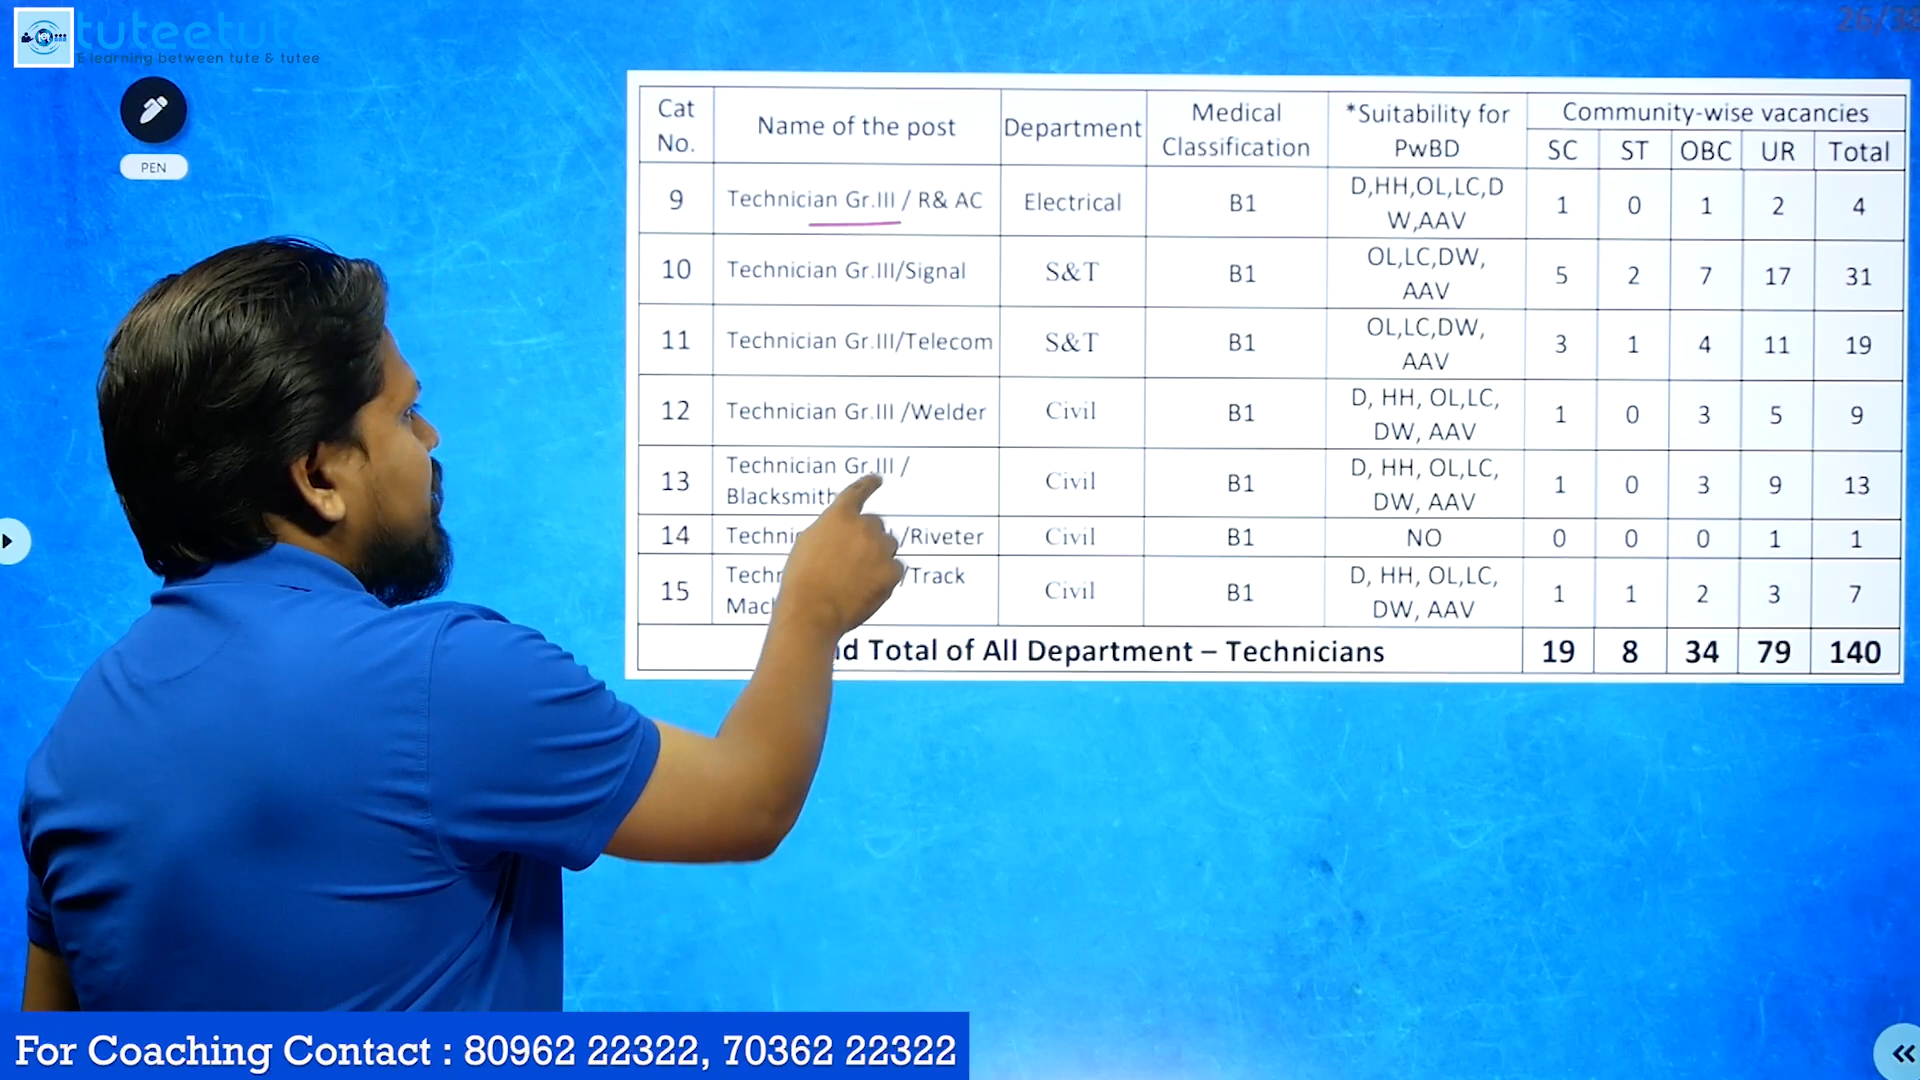 tuteetut
E learning between tute & tutee
PEN
26/38
Cat No. Name of the post Department Medical Classification *Suitability for PwBD Community-wise vacancies
SC ST OBC UR Total
9 Technician Gr.III / R& AC Electrical B1 D,HH,OL,LC,D W,AAV 1 0 1 2 4
10 Technician Gr.III/Signal S&T B1 OL,LC,DW, AAV 5 2 7 17 31
11 Technician Gr.III/Telecom S&T B1 OL,LC,DW, AAV 3 1 4 11 19
12 Technician Gr.III /Welder Civil B1 D, HH, OL,LC, DW, AAV 1 0 3 5 9
13 Technician Gr.III / Blacksmith Civil B1 D, HH, OL,LC, DW, AAV 1 0 3 9 13
14 /Riveter Civil B1 NO 0 0 0 1 1
15 /Track Civil B1 D, HH, OL,LC, DW, AAV 1 1 2 3 7
Total of All Department – Technicians 19 8 34 79 140
For Coaching Contact : 80962 22322, 70362 22322